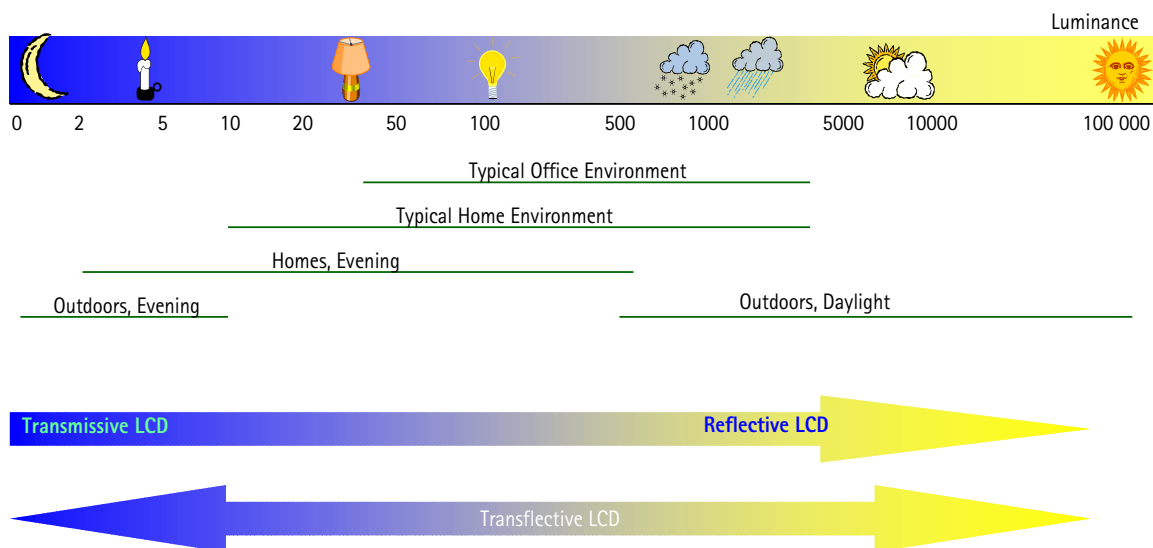 Luminance
0 2 5 10 20 50 100 500 1000 5000 10000 100 000
Typical Office Environment
Typical Home Environment
Homes, Evening
Outdoors, Evening
Outdoors, Daylight
Transmissive LCD
Reflective LCD
Transflective LCD